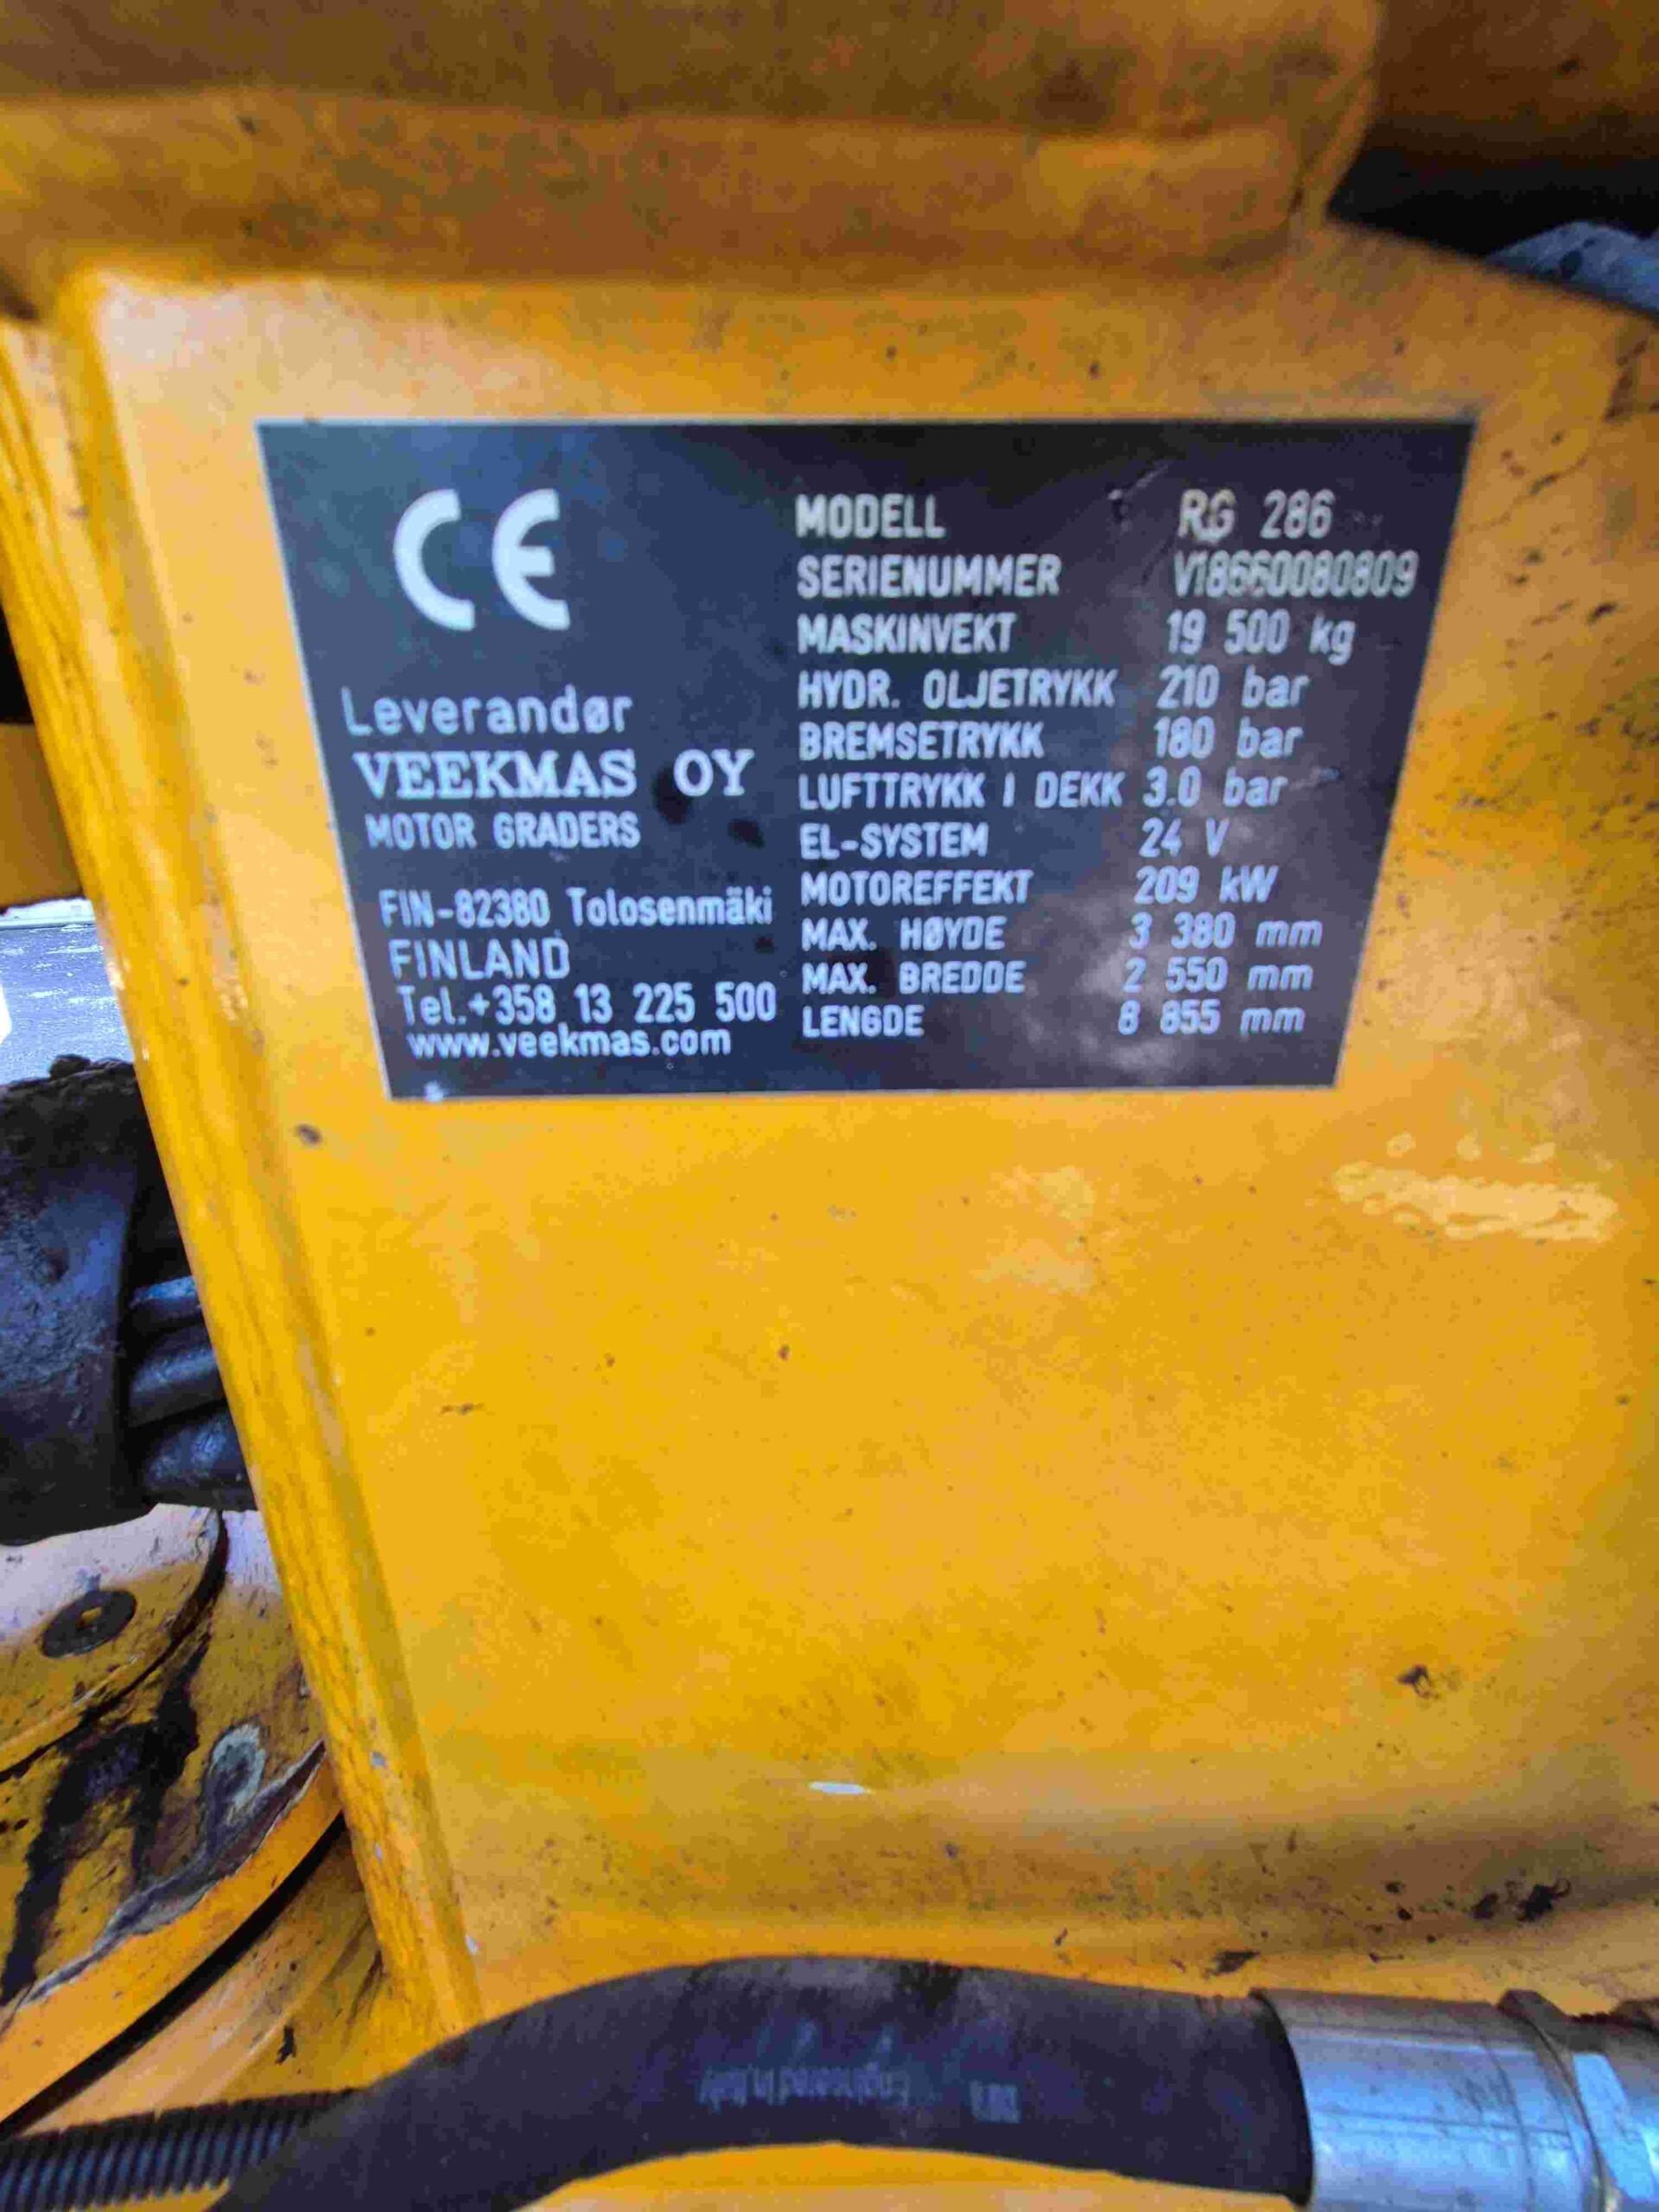 CE
Leverandør
VEEKMAS OY
MOTOR GRADERS
FIN-82380 Tolosenmäki
FINLAND
Tel.+358 13 225 500
www.veekmas.com
MODELL RG 286
SERIENUMMER V18660080809
MASKINVEKT 19 500 kg
HYDR. OLJETRYKK 210 bar
BREMSETRYKK 180 bar
LUFTTRYKK I DEKK 3.0 bar
EL-SYSTEM 24 V
MOTOREFFEKT 209 kW
MAX. HØYDE 3 380 mm
MAX. BREDDE 2 550 mm
LENGDE 8 855 mm
Engineered in Italy